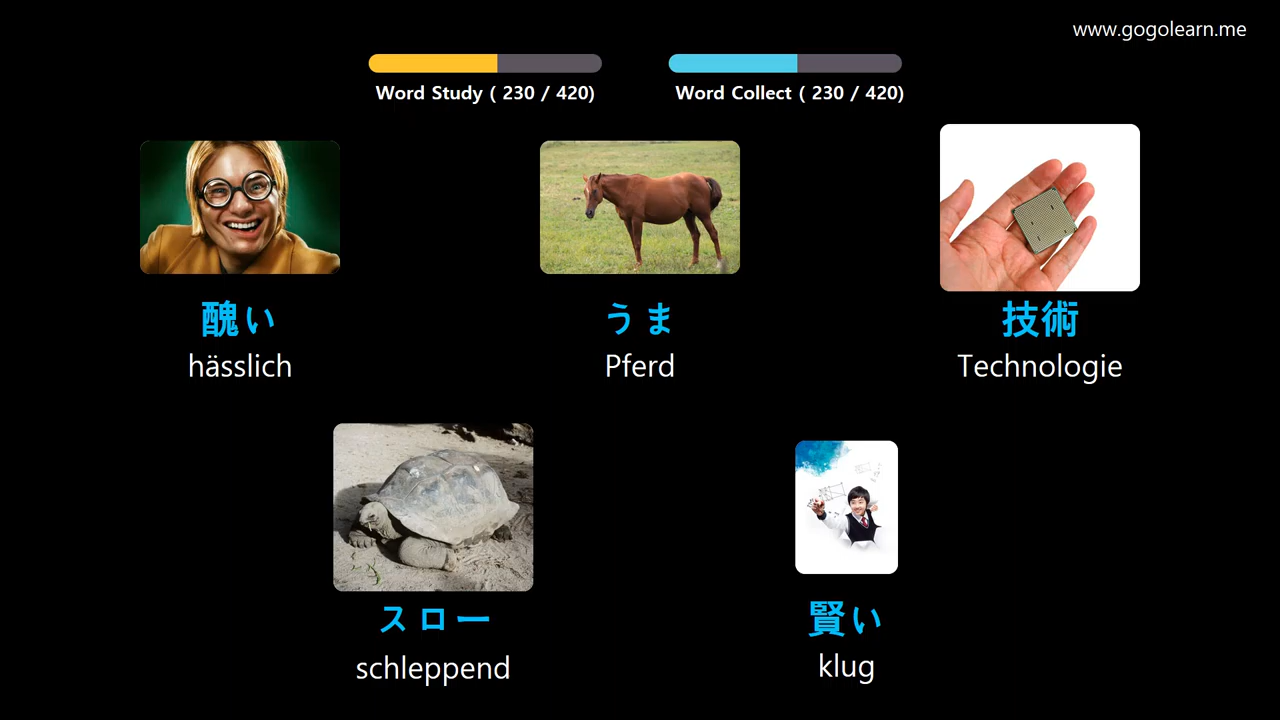 www.gogolearn.me
Word Study ( 230 / 420)
Word Collect ( 230 / 420)
醜い
hässlich
うま
Pferd
技術
Technologie
スロー
schleppend
賢い
klug